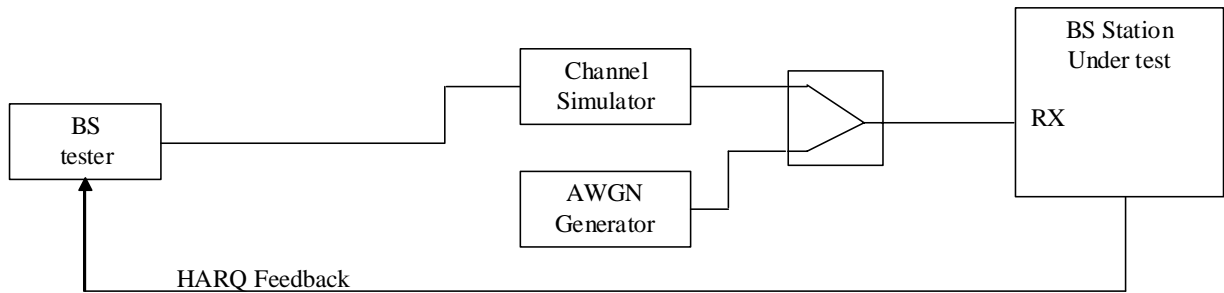 BS Station
Under test
Channel
Simulator
BS
tester
RX
AWGN
Generator
HARQ Feedback